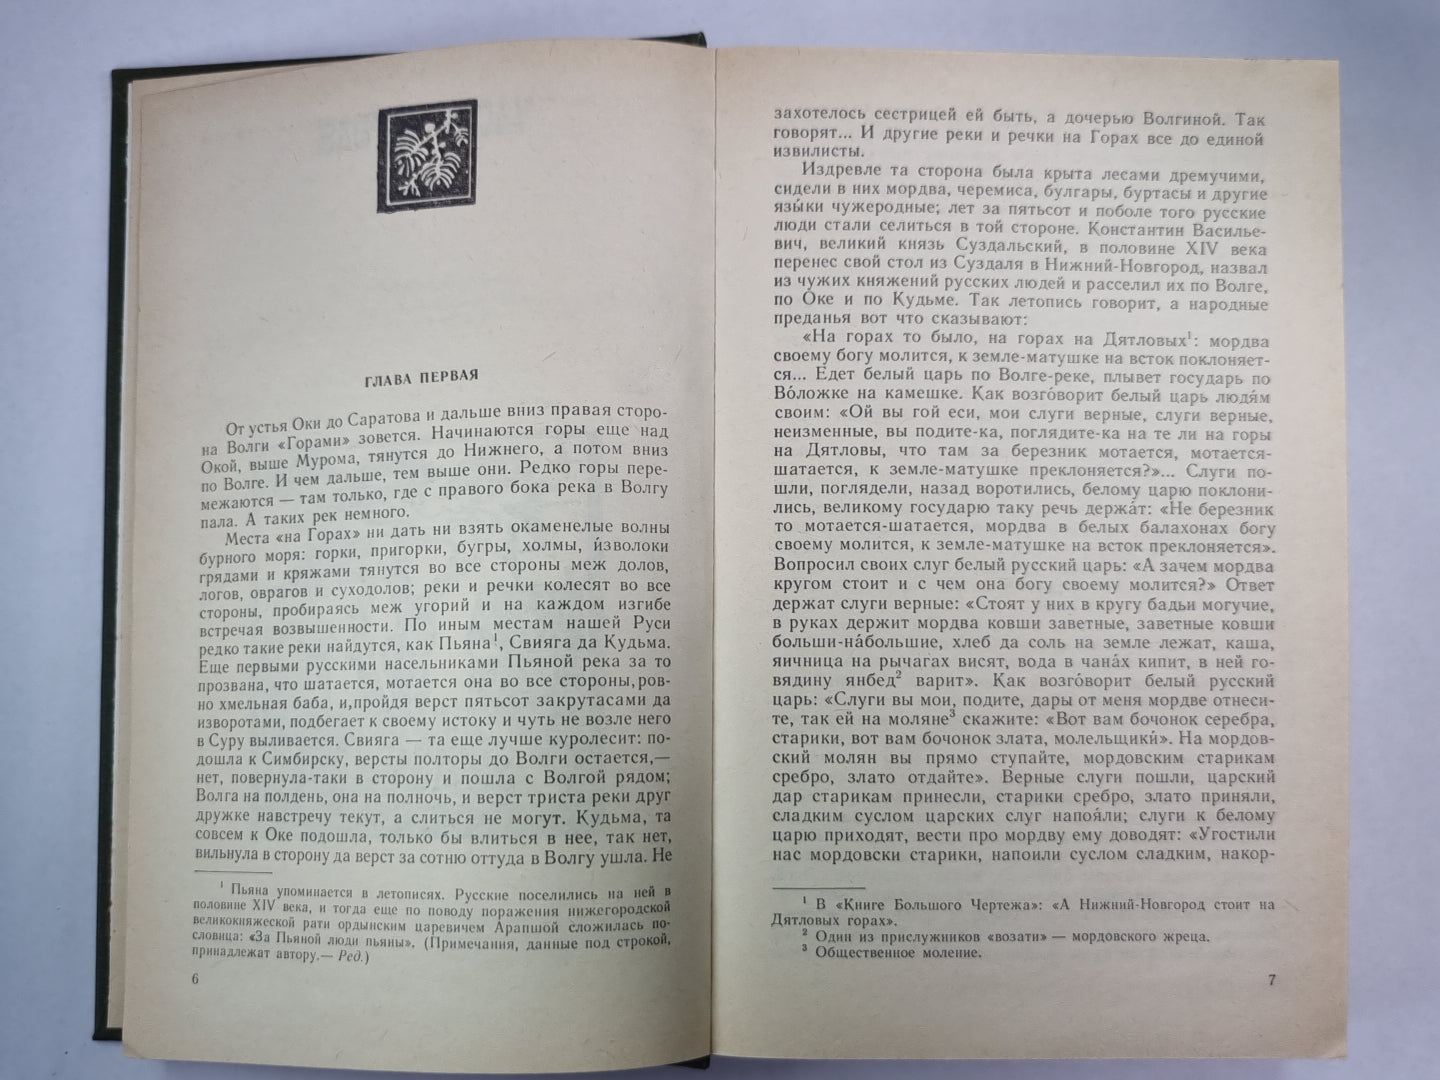 ГЛАВА ПЕРВАЯ
От устья Оки до Саратова и дальше вниз правая сторо-
на Волги «Горами» зовется. Начинаются горы еще над
Окой, выше Мурома, тянутся до Нижнего, а потом вниз
по Волге. И чем дальше, тем выше они. Редко горы пере-
межаются — там только, где с правого бока река в Волгу
пала. А таких рек немного.
Места «на Горах» ни дать ни взять окаменелые волны
бурного моря: горки, пригорки, бугры, холмы, и́зволоки
грядами и кряжами тянутся во все стороны меж долов,
логов, оврагов и суходолов; реки и речки колесят во все
стороны, пробираясь меж угорий и на каждом изгибе
встречая возвышенности. По иным местам нашей Руси
редко такие реки найдутся, как Пьяна¹, Свияга да Кудьма.
Еще первыми русскими насельниками Пьяной река за то
прозвана, что шатается, мотается она во все стороны, ров-
но хмельная баба, и, пройдя верст пятьсот закрутасами да
изворотами, подбегает к своему истоку и чуть не возле него
в Суру выливается. Свияга — та еще лучше куролесит: по-
дошла к Симбирску, версты полторы до Волги остается,—
нет, повернула-таки в сторону и пошла с Волгой рядом;
Волга на полдень, она на полночь, и верст триста реки друг
дружке навстречу текут, а слиться не могут. Кудьма, та
совсем к Оке подошла, только бы влиться в нее, так нет,
вильнула в сторону да верст за сотню оттуда в Волгу ушла. Не
¹ Пьяна упоминается в летописях. Русские поселились на ней в
половине XIV века, и тогда еще по поводу поражения нижегородской
великокняжеской рати ордынским царевичем Арапшой сложилась по-
словица: «За Пьяной люди пьяны». (Примечания, данные под строкой,
принадлежат автору.— Ред.)
6
захотелось сестрицей ей быть, а дочерью Волгиной. Так
говорят... И другие реки и речки на Горах все до единой
извилисты.
Издревле та сторона была крыта лесами дремучими,
сидели в них мордва, черемиса, булгары, буртасы и другие
язы́ки чужеродные; лет за пятьсот и поболе того русские
люди стали селиться в той стороне. Константин Василье-
вич, великий князь Суздальский, в половине XIV века
перенес свой стол из Суздаля в Нижний-Новгород, назвал
из чужих княжений русских людей и расселил их по Волге,
по Оке и по Кудьме. Так летопись говорит, а народные
преданья вот что сказывают:
«На горах то было, на горах на Дятловых¹: мордва
своему богу молится, к земле-матушке на всток поклоняет-
ся... Едет белый царь по Волге-реке, плывет государь по
Во́ложке на камешке. Как возго́ворит белый царь людя́м
своим: «Ой вы гой еси, мои слуги верные, слуги верные,
неизменные, вы подите-ка, поглядите-ка на те ли на горы
на Дятловы, что там за березник мотается, мотается-
шатается, к земле-матушке преклоняется?»... Слуги по-
шли, поглядели, назад воротились, белому царю поклони-
лись, великому государю таку речь держа́т: «Не березник
то мотается-шатается, мордва в белых балахонах богу
своему молится, к земле-матушке на всток преклоняется».
Вопросил своих слуг белый русский царь: «А зачем мордва
кругом стоит и с чем она богу своему молится?» Ответ
держат слуги верные: «Стоят у них в кругу бадьи могучие,
в руках держит мордва ковши заветные, заветные ковши
больши-на́большие, хлеб да соль на земле лежат, каша,
яичница на рычагах висят, вода в чана́х кипит, в ней го-
вядину янбед² варит». Как возго́ворит белый русский
царь: «Слуги вы мои, подите, дары от меня мордве отнеси-
те, так ей на моляне³ скажите: «Вот вам бочонок серебра,
старики, вот вам бочонок злата, молельщики́». На мордов-
ский молян вы прямо ступайте, мордовским старикам
сребро, злато отдайте». Верные слуги пошли, царский
дар старикам принесли, старики сребро, злато приняли,
сладким суслом царских слуг напоя́ли; слуги к белому
царю приходят, вести про мордву ему доводят: «Угостили
нас мордовски старики, напоили суслом сладким, накор-
¹ В «Книге Большого Чертежа»: «А Нижний-Новгород стоит на
Дятловых горах».
² Один из прислужников «возати» — мордовского жреца.
³ Общественное моление.
7